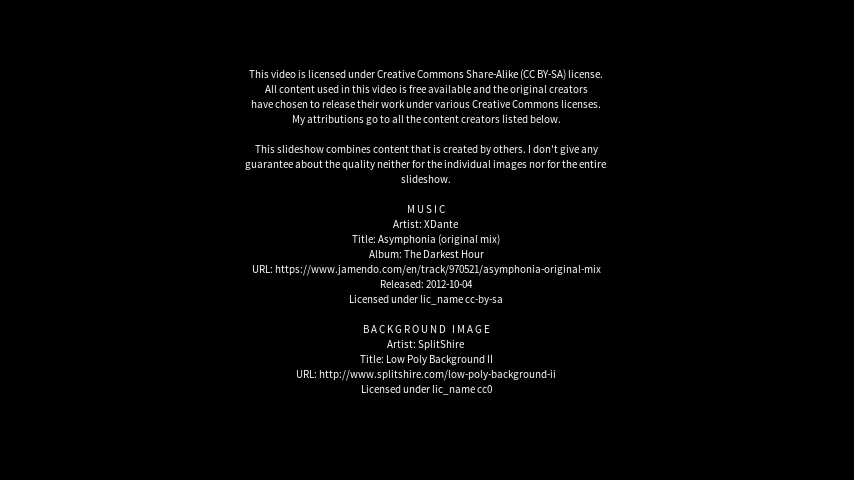 This video is licensed under Creative Commons Share-Alike (CC BY-SA) license.
All content used in this video is free available and the original creators
have chosen to release their work under various Creative Commons licenses.
My attributions go to all the content creators listed below.
This slideshow combines content that is created by others. I don't give any
guarantee about the quality neither for the individual images nor for the entire
slideshow.
MUSIC
Artist: XDante
Title: Asymphonia (original mix)
Album: The Darkest Hour
URL: https://www.jamendo.com/en/track/970521/asymphonia-original-mix
Released: 2012-10-04
Licensed under lic_name cc-by-sa
BACKGROUND IMAGE
Artist: SplitShire
Title: Low Poly Background II
URL: http://www.splitshire.com/low-poly-background-ii
Licensed under lic_name cc0